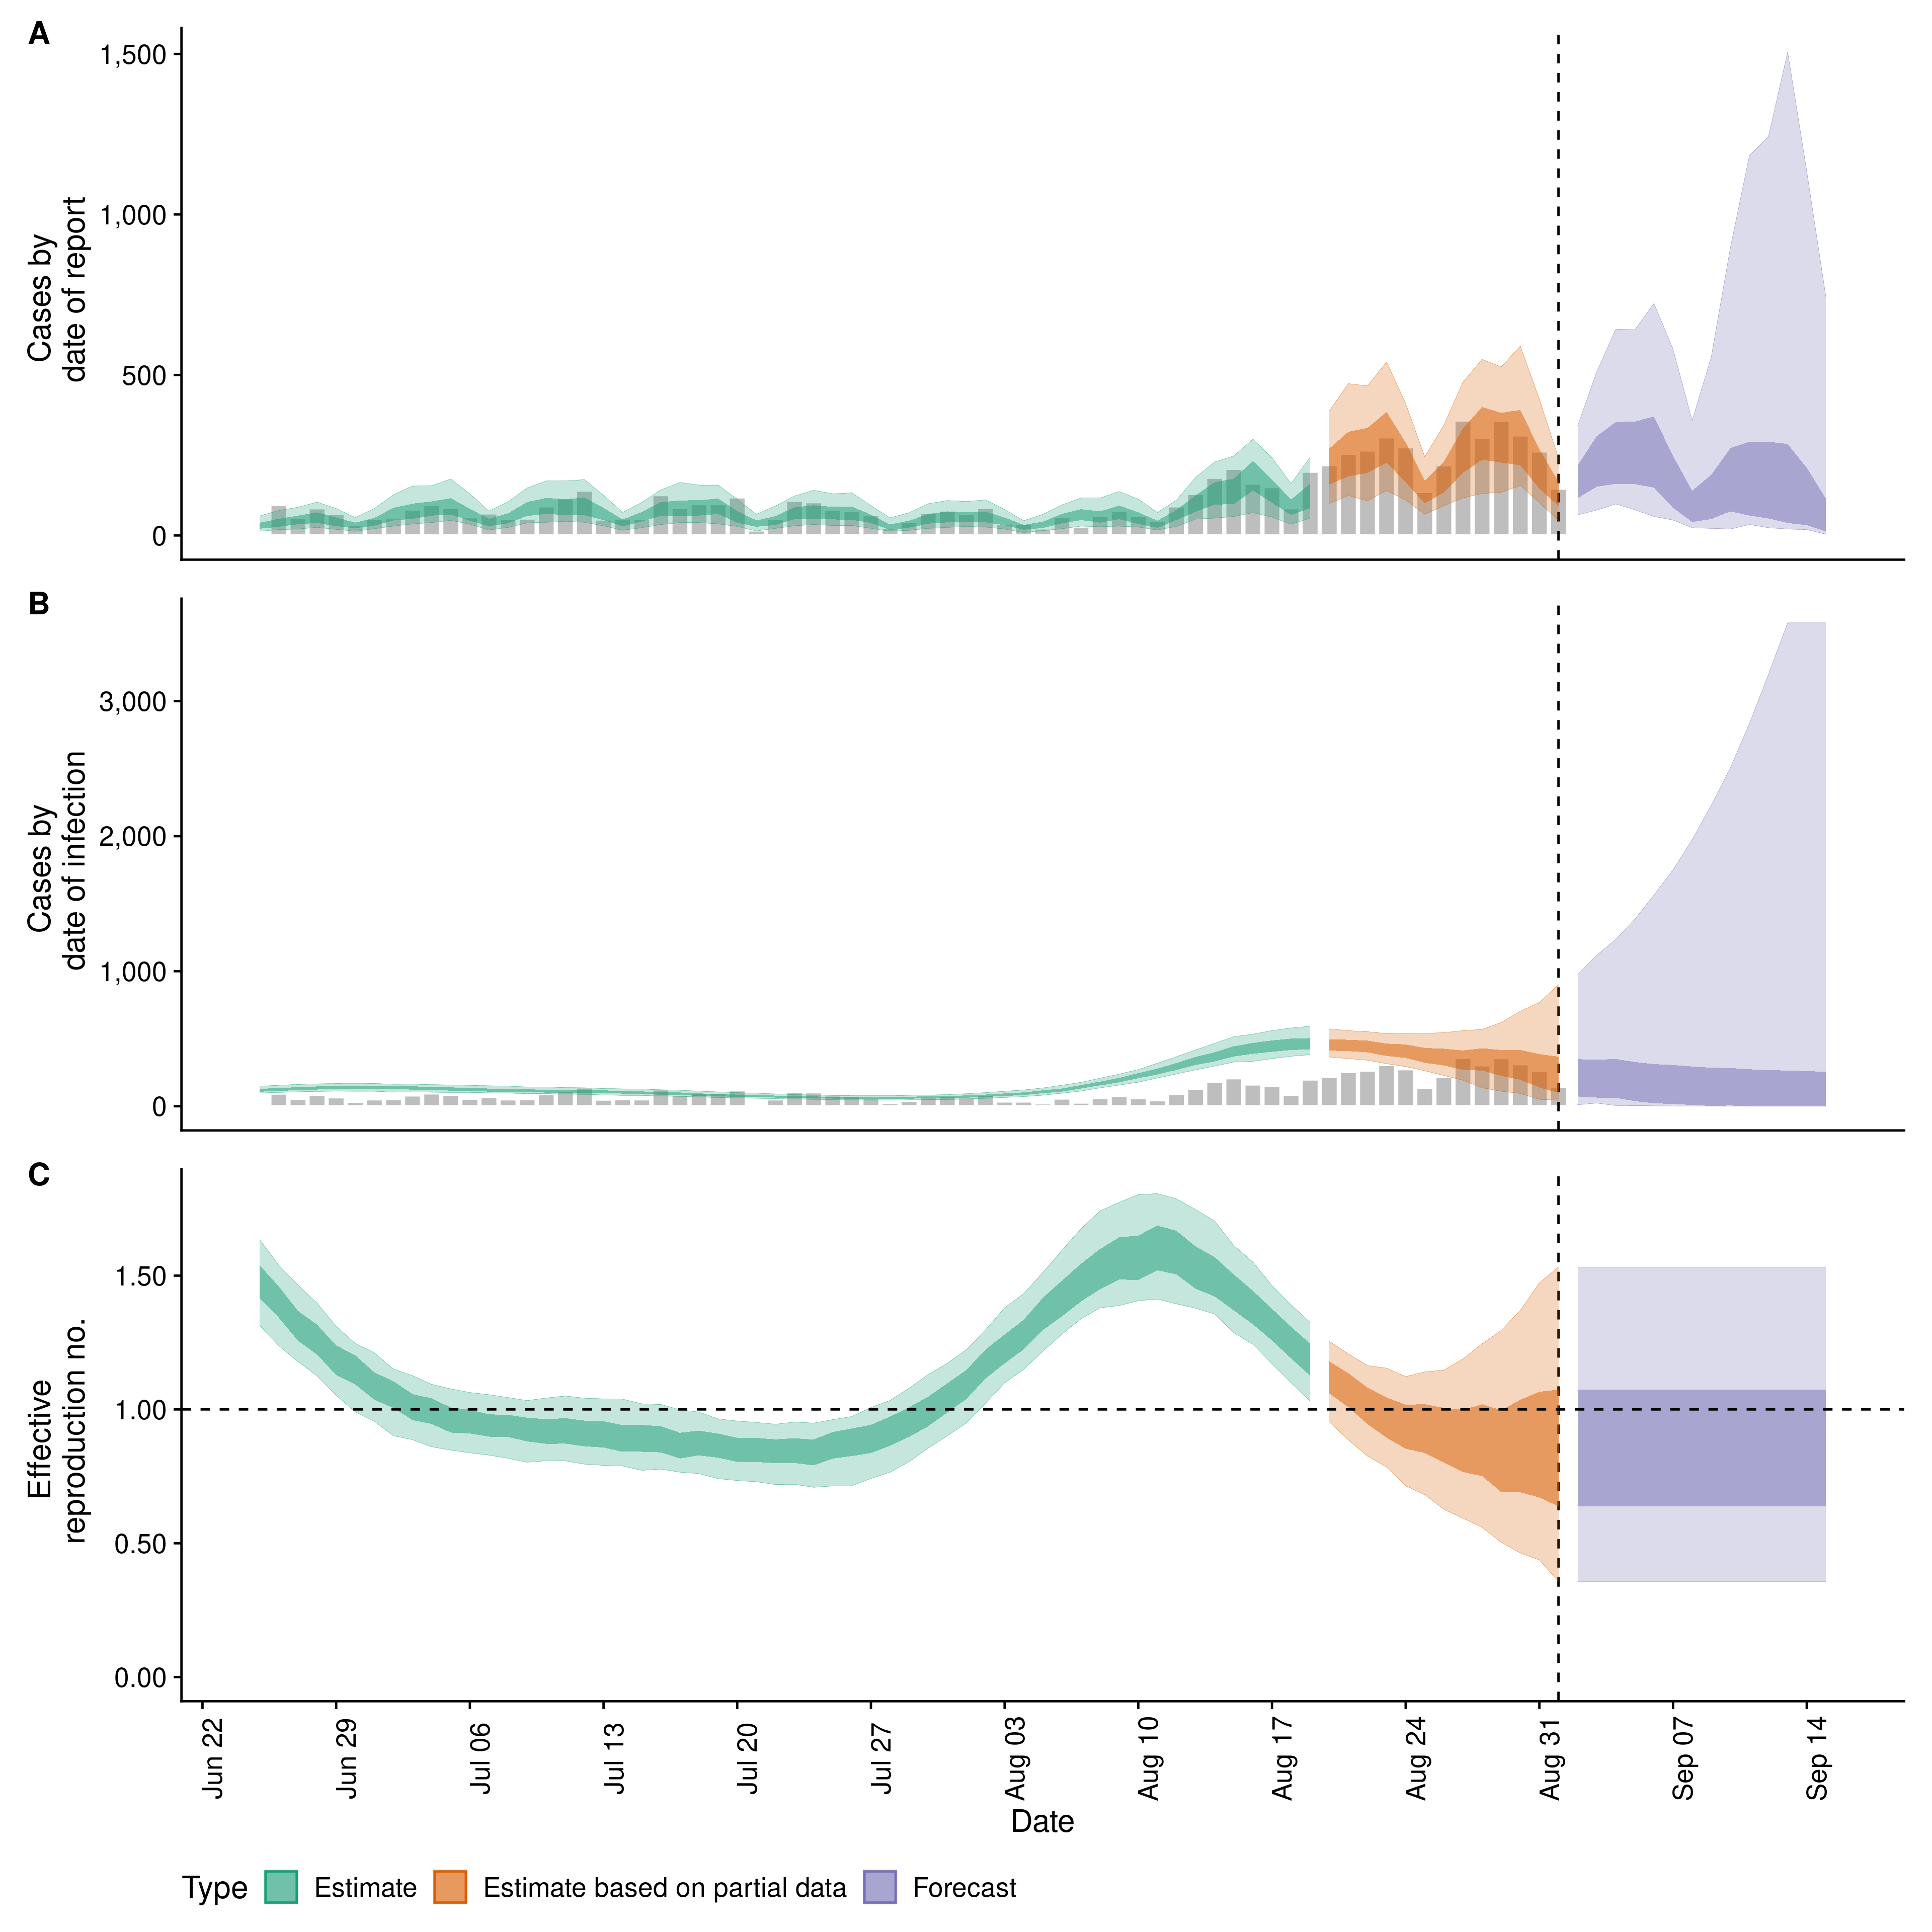 A
1,500
1,000
500
0
Cases by
date of report
B
3,000
2,000
1,000
0
Cases by
date of infection
C
1.50
1.00
0.50
0.00
Effective
reproduction no.
Jun 22
Jun 29
Jul 06
Jul 13
Jul 20
Jul 27
Aug 03
Aug 10
Aug 17
Aug 24
Aug 31
Sep 07
Sep 14
Date
Type Estimate Estimate based on partial data Forecast